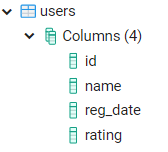 users
Columns (4)
id
name
reg_date
rating